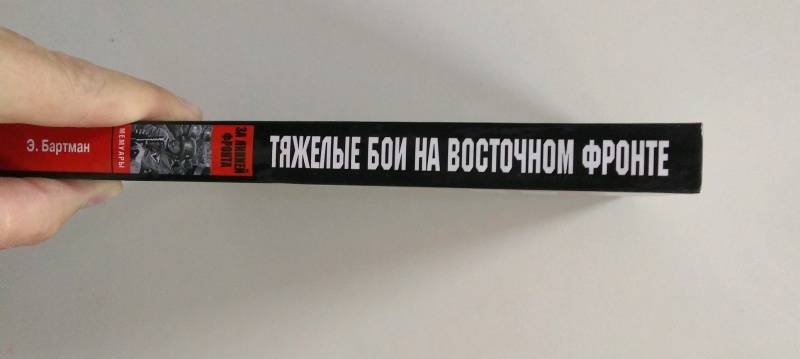 Э. Бартман
МЕМУАРЫ
ЗА ЛИНИЕЙ
ФРОНТА
ТЯЖЕЛЫЕ БОИ НА ВОСТОЧНОМ ФРОНТЕ